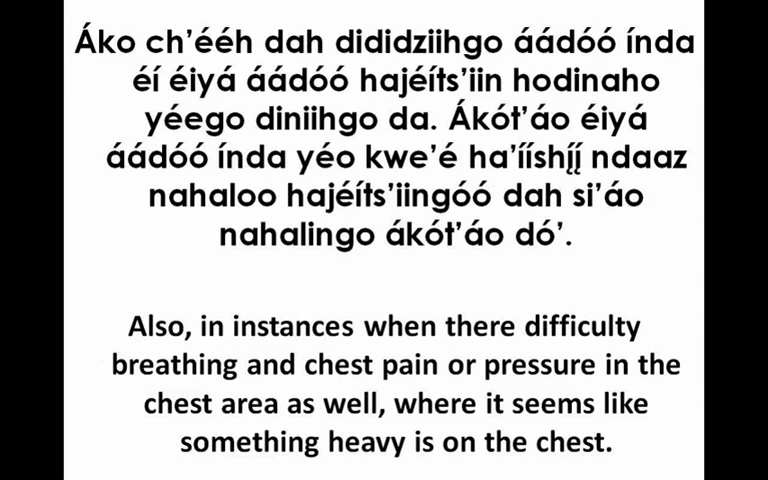 Áko ch'ééh dah dididziihgo áádóó índa
éí éiyá áádóó hajéíts'iin hodinaho
yéego diniihgo da. Ákót'áo éiyá
áádóó índa yéo kwe'é ha'ííshį́į́ ndaaz
nahaloo hajéíts'iingóó dah si'áo
nahalingo ákót'áo dó'.
Also, in instances when there difficulty
breathing and chest pain or pressure in the
chest area as well, where it seems like
something heavy is on the chest.